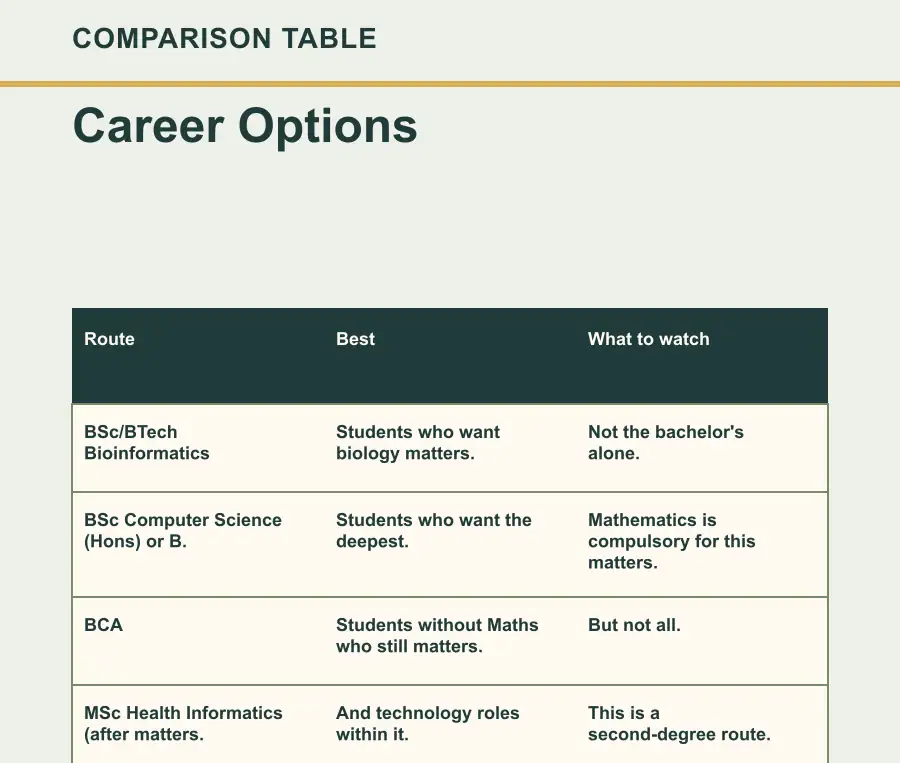 COMPARISON TABLE
Career Options
Route Best What to watch
BSc/BTech Students who want Not the bachelor's
Bioinformatics biology matters. alone.
BSc Computer Science Students who want the Mathematics is
(Hons) or B. deepest. compulsory for this
matters.
BCA Students without Maths But not all.
who still matters.
MSc Health Informatics And technology roles This is a
(after matters. within it. second-degree route.